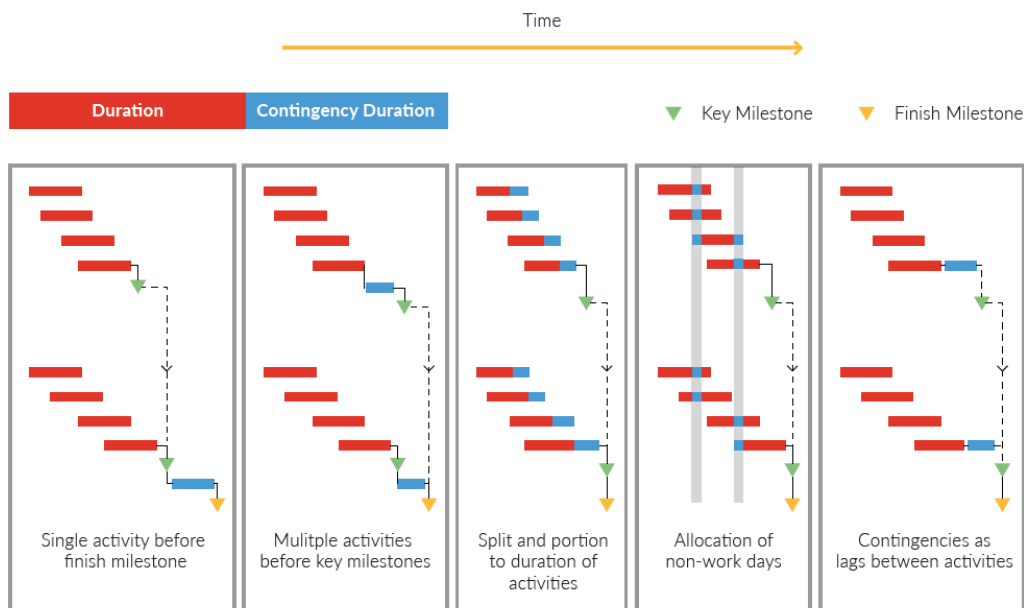 Time
Duration
Contingency Duration
Key Milestone
Finish Milestone
Single activity before
finish milestone
Mulitple activities
before key milestones
Split and portion
to duration of
activities
Allocation of
non-work days
Contingencies as
lags between activities